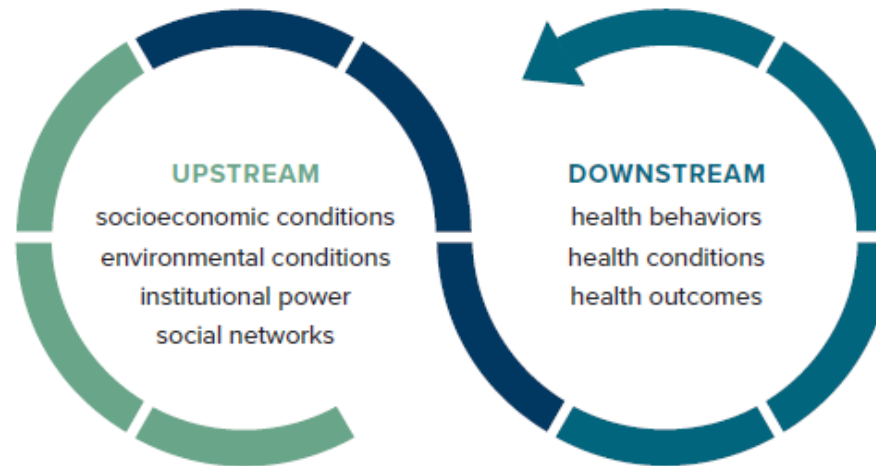 UPSTREAM
socioeconomic conditions
environmental conditions
institutional power
social networks
DOWNSTREAM
health behaviors
health conditions
health outcomes